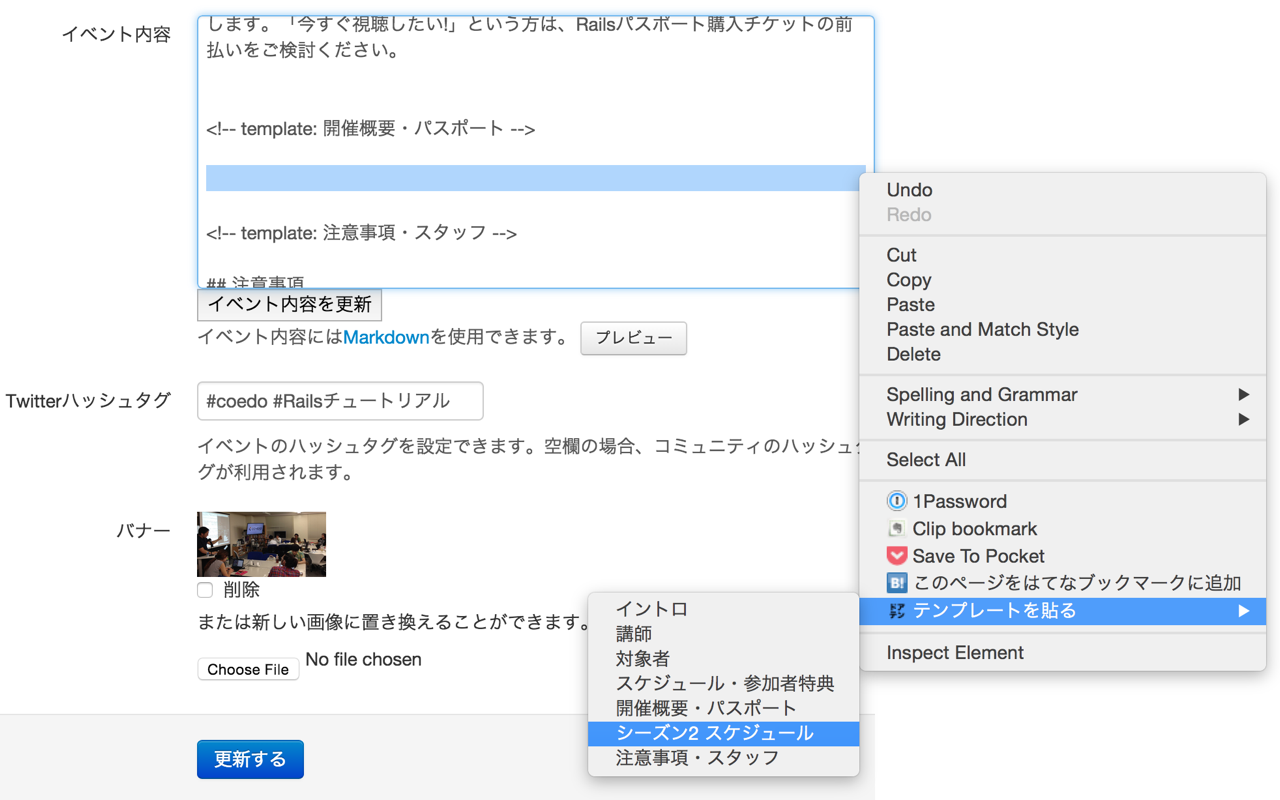 イベント内容
します。「今すぐ視聴したい!」という方は、Railsパスポート購入チケットの前
払いをご検討ください。
<!-- template: 開催概要・パスポート -->
<!-- template: 注意事項・スタッフ -->
## 注意事項
イベント内容を更新
イベント内容にはMarkdownを使用できます。 プレビュー
Twitterハッシュタグ
#coedo #Railsチュートリアル
イベントのハッシュタグを設定できます。空欄の場合、コミュニティのハッシュタ
グが利用されます。
バナー
削除
または新しい画像に置き換えることができます。
Choose File No file chosen
更新する
Undo
Redo
Cut
Copy
Paste
Paste and Match Style
Delete
Spelling and Grammar
Writing Direction
Select All
1Password
Clip bookmark
Save To Pocket
B! このページをはてなブックマークに追加
テンプレートを貼る
Inspect Element
イントロ
講師
対象者
スケジュール・参加者特典
開催概要・パスポート
シーズン2 スケジュール
注意事項・スタッフ